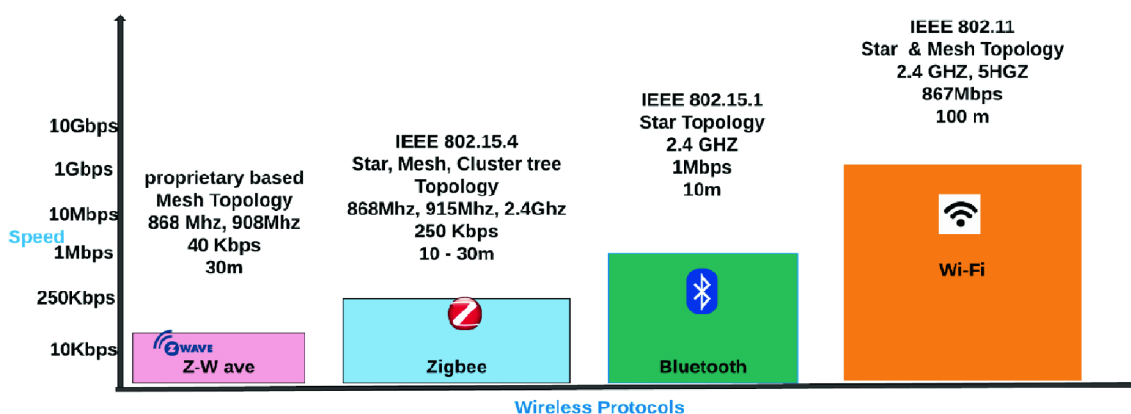 IEEE 802.11
Star & Mesh Topology
2.4 GHZ, 5HGZ
867Mbps
100 m
IEEE 802.15.1
Star Topology
2.4 GHZ
1Mbps
10m
IEEE 802.15.4
Star, Mesh, Cluster tree
Topology
868Mhz, 915Mhz, 2.4Ghz
250 Kbps
10 - 30m
proprietary based
Mesh Topology
868 Mhz, 908Mhz
40 Kbps
30m
10Gbps
1Gbps
10Mbps
Speed
1Mbps
250Kbps
10Kbps
Z WAVE
Z-W ave
Zigbee
Bluetooth
Wi-Fi
Wireless Protocols